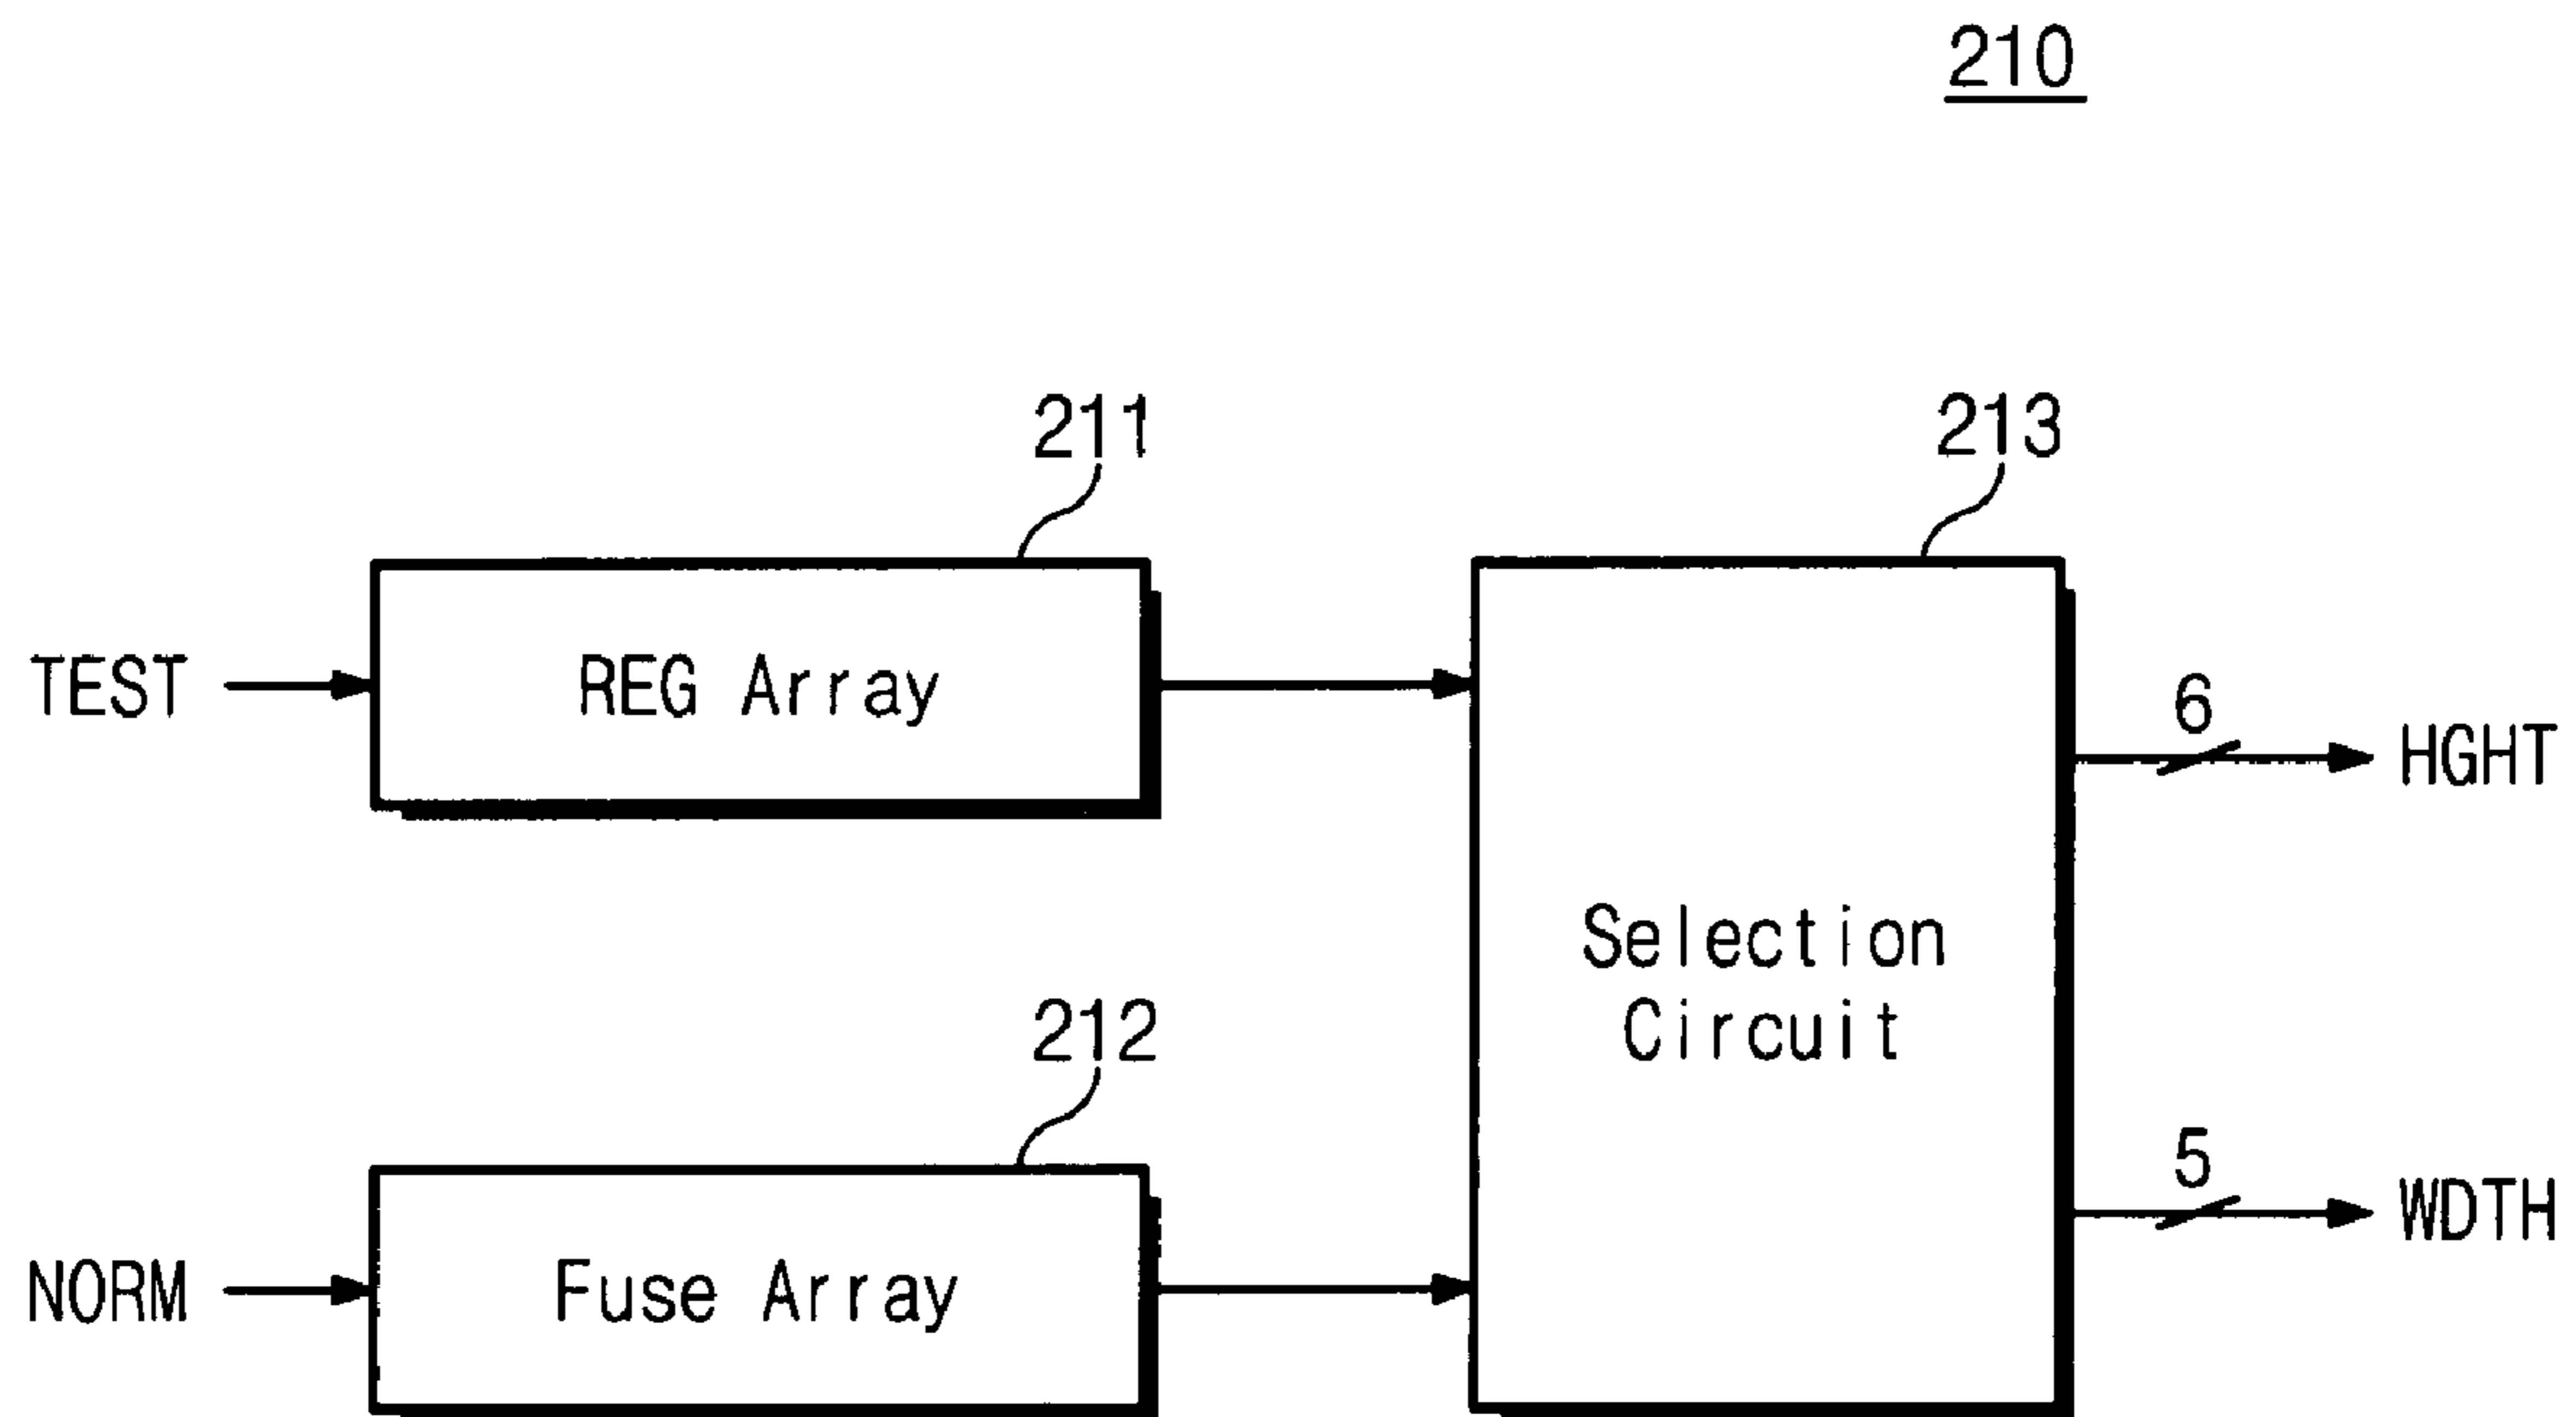 210
211
213
TEST
REG Array
6
HGHT
Selection
Circuit
212
5
WDTH
NORM
Fuse Array